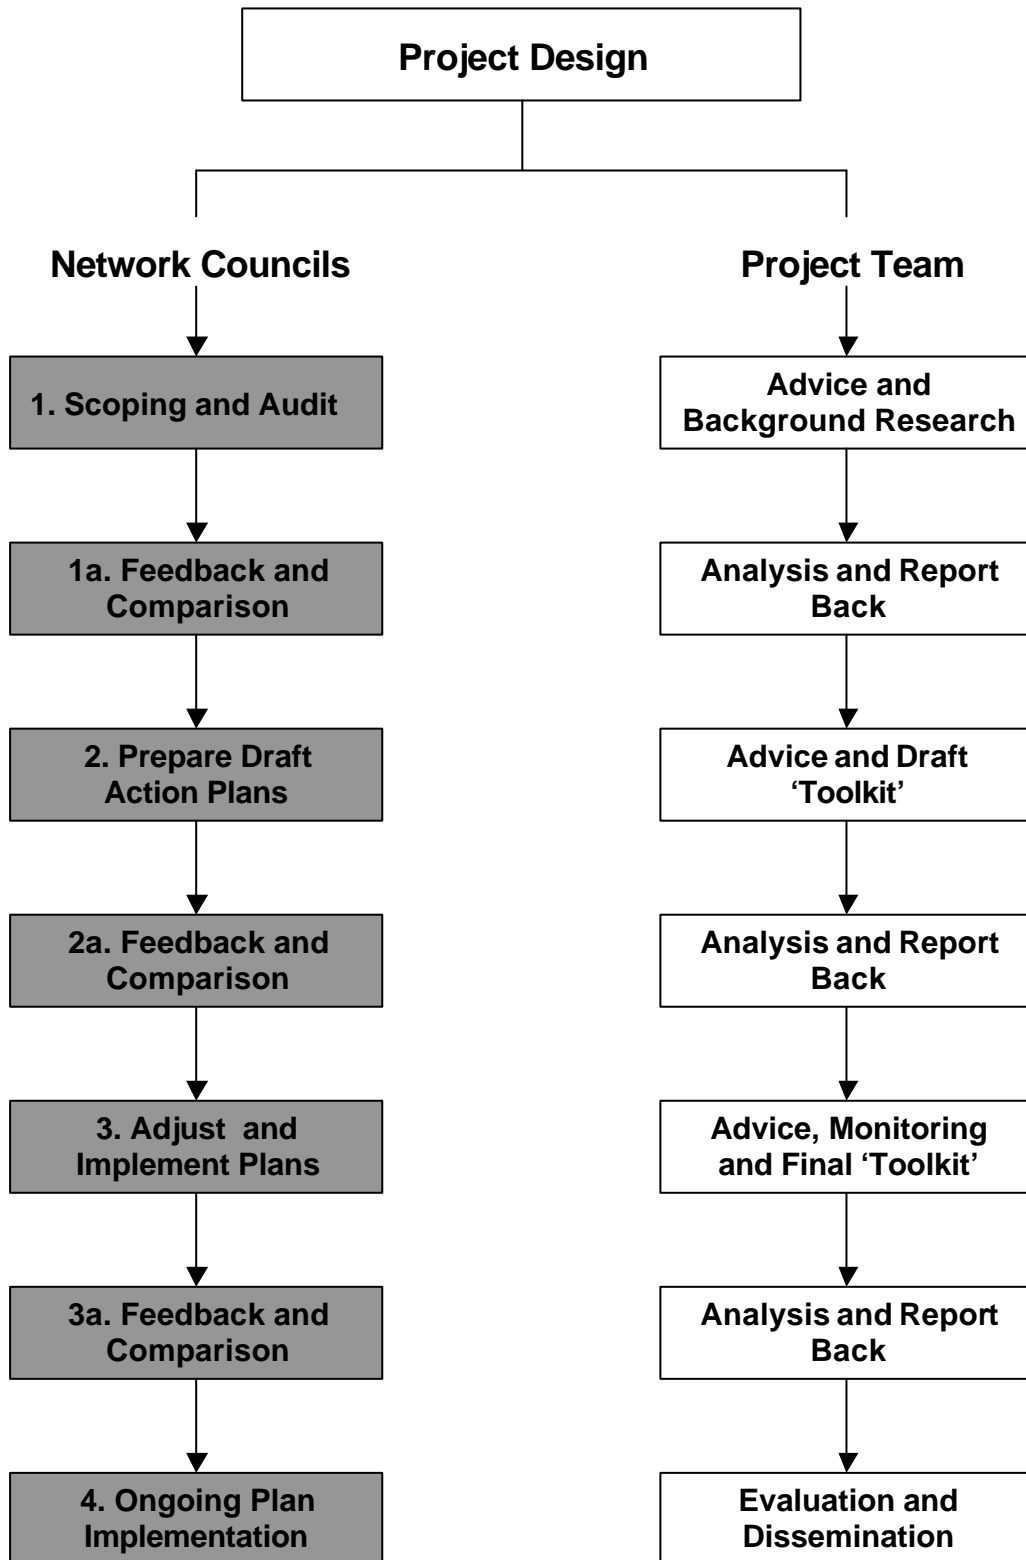 Project Design
Network Councils
Project Team
1. Scoping and Audit
Advice and
Background Research
1a. Feedback and
Comparison
Analysis and Report
Back
2. Prepare Draft
Action Plans
Advice and Draft
‘Toolkit’
2a. Feedback and
Comparison
Analysis and Report
Back
3. Adjust and
Implement Plans
Advice, Monitoring
and Final ‘Toolkit’
3a. Feedback and
Comparison
Analysis and Report
Back
4. Ongoing Plan
Implementation
Evaluation and
Dissemination